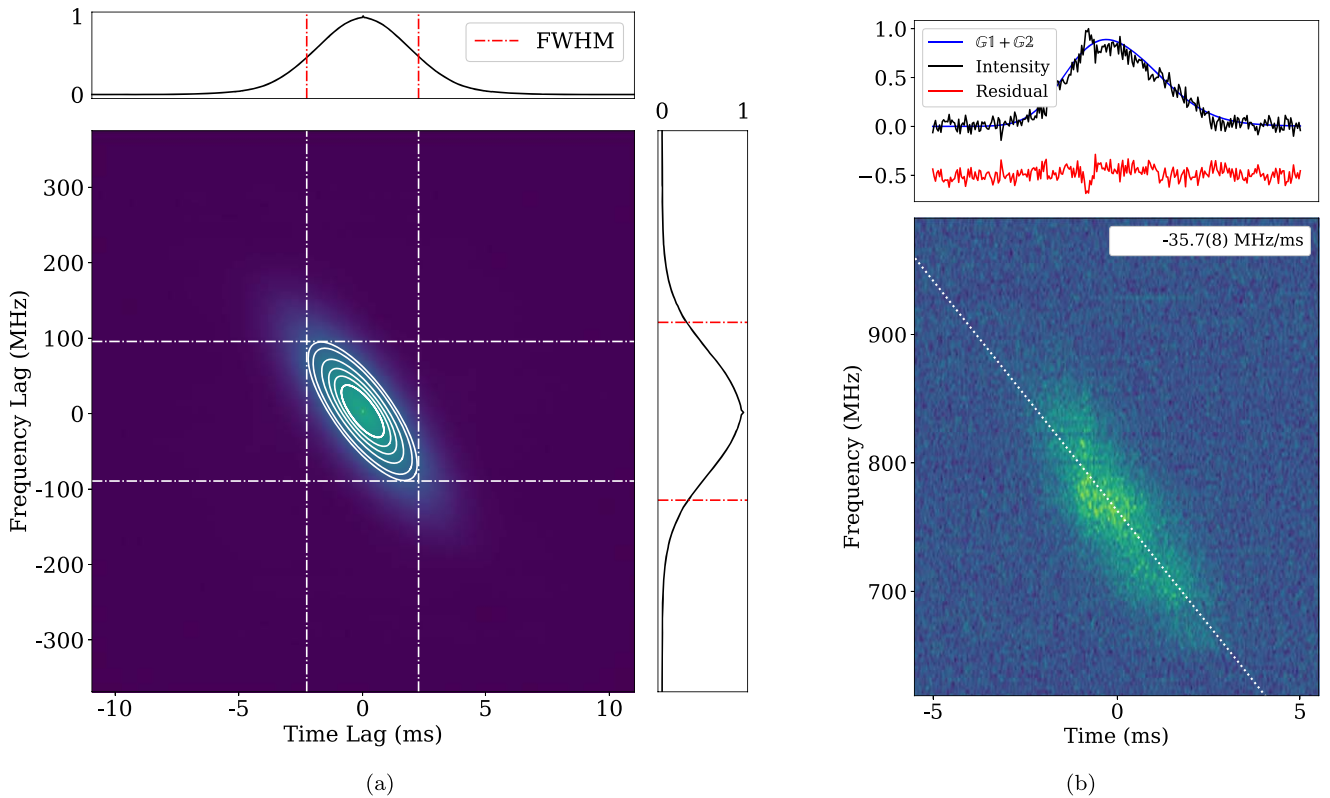 1
0
FWHM
0 1
300
200
100
0
-100
-200
-300
Frequency Lag (MHz)
-10 -5 0 5 10
Time Lag (ms)
(a)
1.0
0.5
0.0
−0.5
𝔾1 + 𝔾2
Intensity
Residual
-35.7(8) MHz/ms
900
800
700
Frequency (MHz)
-5 0 5
Time (ms)
(b)